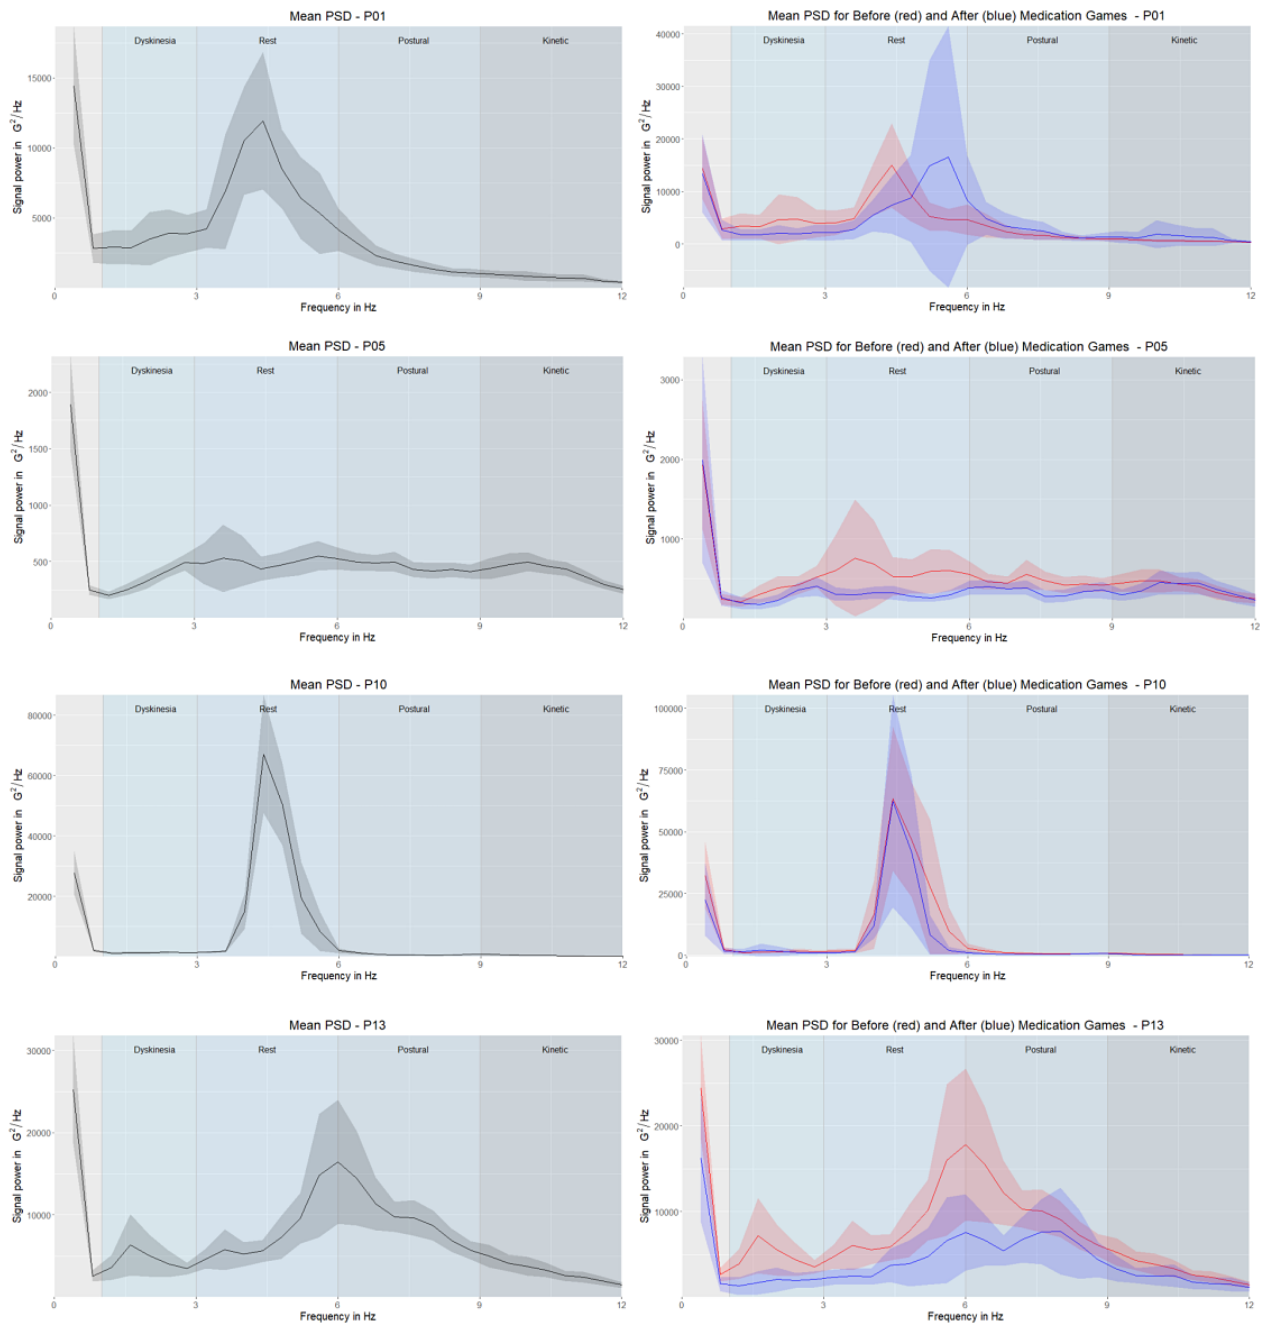 Mean PSD - P01
Dyskinesia Rest Postural Kinetic
Signal power in G²/Hz
15000
10000
5000
0 3 6 9 12
Frequency in Hz
Mean PSD for Before (red) and After (blue) Medication Games - P01
Dyskinesia Rest Postural Kinetic
Signal power in G²/Hz
40000
30000
20000
10000
0
0 3 6 9 12
Frequency in Hz
Mean PSD - P05
Dyskinesia Rest Postural Kinetic
Signal power in G²/Hz
2000
1500
1000
500
0 3 6 9 12
Frequency in Hz
Mean PSD for Before (red) and After (blue) Medication Games - P05
Dyskinesia Rest Postural Kinetic
Signal power in G²/Hz
3000
2000
1000
0 3 6 9 12
Frequency in Hz
Mean PSD - P10
Dyskinesia Rest Postural Kinetic
Signal power in G²/Hz
80000
60000
40000
20000
0 3 6 9 12
Frequency in Hz
Mean PSD for Before (red) and After (blue) Medication Games - P10
Dyskinesia Rest Postural Kinetic
Signal power in G²/Hz
100000
75000
50000
25000
0
0 3 6 9 12
Frequency in Hz
Mean PSD - P13
Dyskinesia Rest Postural Kinetic
Signal power in G²/Hz
30000
20000
10000
0 3 6 9 12
Frequency in Hz
Mean PSD for Before (red) and After (blue) Medication Games - P13
Dyskinesia Rest Postural Kinetic
Signal power in G²/Hz
30000
20000
10000
0 3 6 9 12
Frequency in Hz